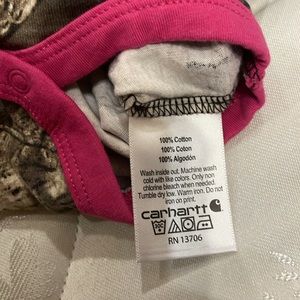 100% Cotton
100% Coton
100% Algodón
Wash inside out. Machine wash
cold with like colors. Only non
chlorine bleach when needed.
Tumble dry low. Warm iron. Do not
iron on print.
carhartt
RN 13706